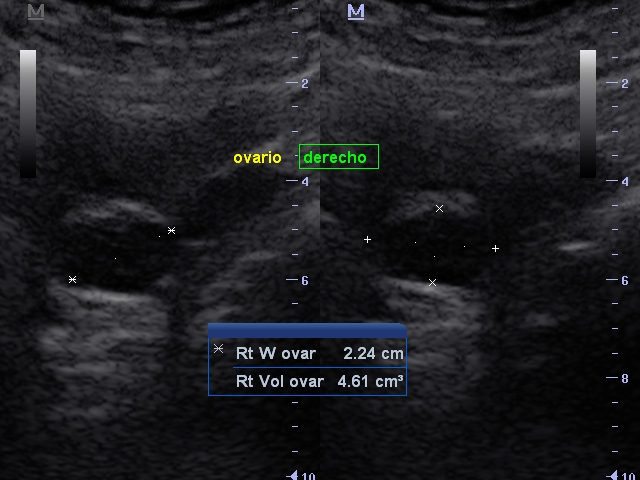 M M
2 2
ovario derecho
4 4
6 6
Rt W ovar 2.24 cm
Rt Vol ovar 4.61 cm³
8
10 10